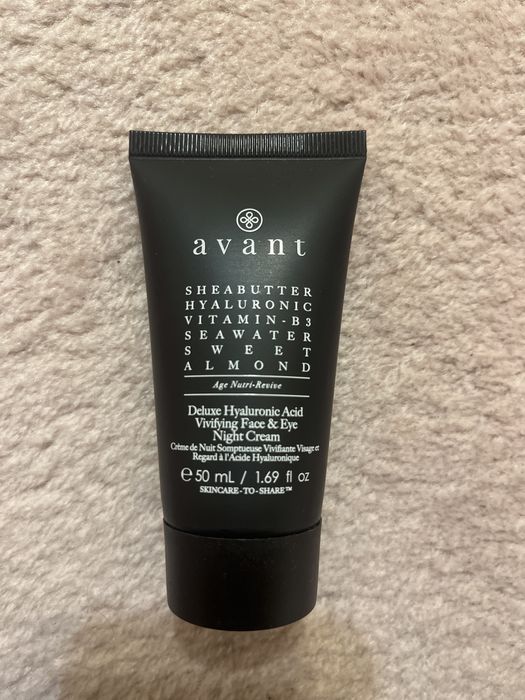 avant
SHEABUTTER
HYALURONIC
VITAMIN-B3
SEAWATER
SWEET
ALMOND
Age Nutri-Revive
Deluxe Hyaluronic Acid
Vivifying Face & Eye
Night Cream
Crème de Nuit Somptueuse Vivifiante Visage et
Regard à l'Acide Hyaluronique
℮50 mL / 1.69 fl oz
SKINCARE-TO-SHARE™